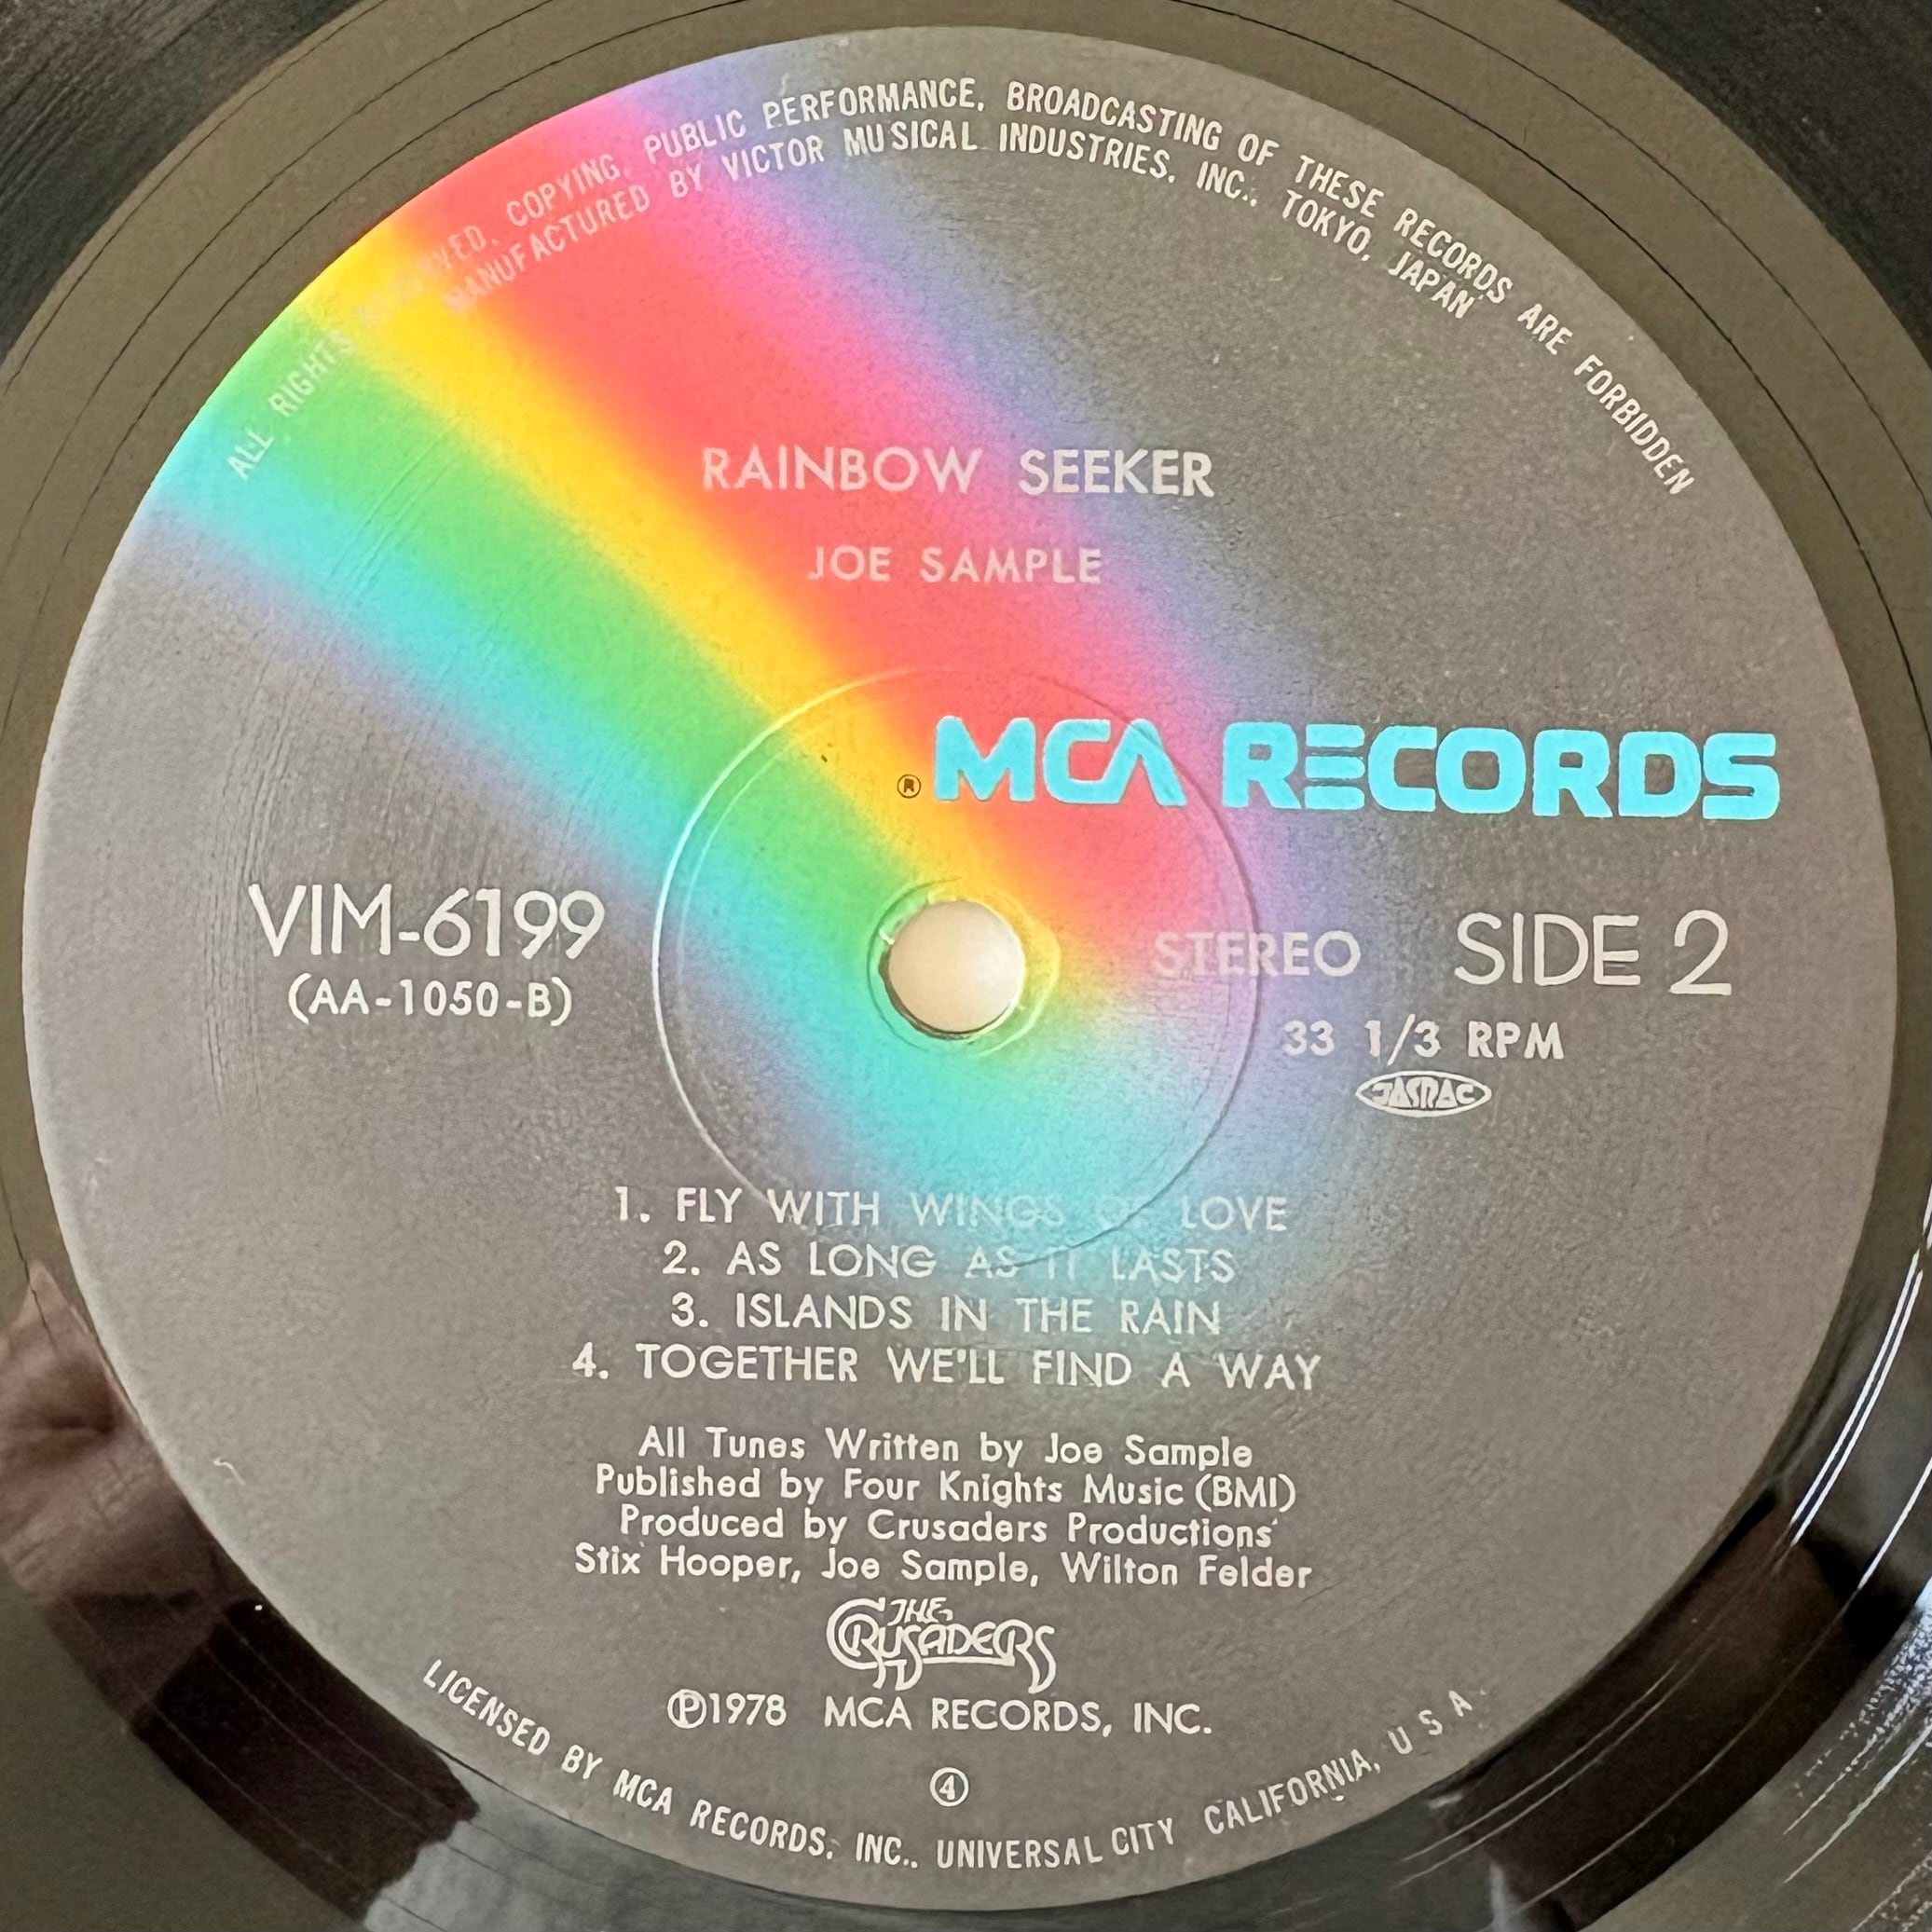 ALL RIGHTS RESERVED. COPYING. PUBLIC PERFORMANCE. BROADCASTING OF THESE RECORDS ARE FORBIDDEN
MANUFACTURED BY VICTOR MUSICAL INDUSTRIES. INC.. TOKYO. JAPAN
RAINBOW SEEKER
JOE SAMPLE
® MCA RECORDS
VIM-6199
(AA-1050-B)
STEREO SIDE 2
33 1/3 RPM
JASRAC
1. FLY WITH WINGS OF LOVE
2. AS LONG AS IT LASTS
3. ISLANDS IN THE RAIN
4. TOGETHER WE'LL FIND A WAY
All Tunes Written by Joe Sample
Published by Four Knights Music (BMI)
Produced by Crusaders Productions'
Stix Hooper, Joe Sample, Wilton Felder
THE
CRUSADERS
℗1978 MCA RECORDS, INC.
④
LICENSED BY MCA RECORDS. INC.. UNIVERSAL CITY CALIFORNIA, U S A.